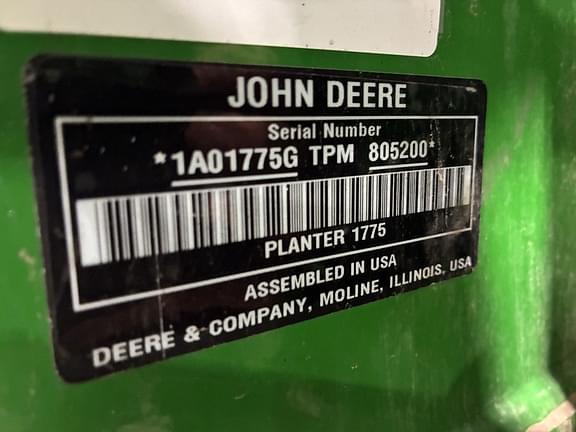 JOHN DEERE
Serial Number
*1A01775G TPM 805200*
PLANTER 1775
ASSEMBLED IN USA
DEERE & COMPANY, MOLINE, ILLINOIS, USA